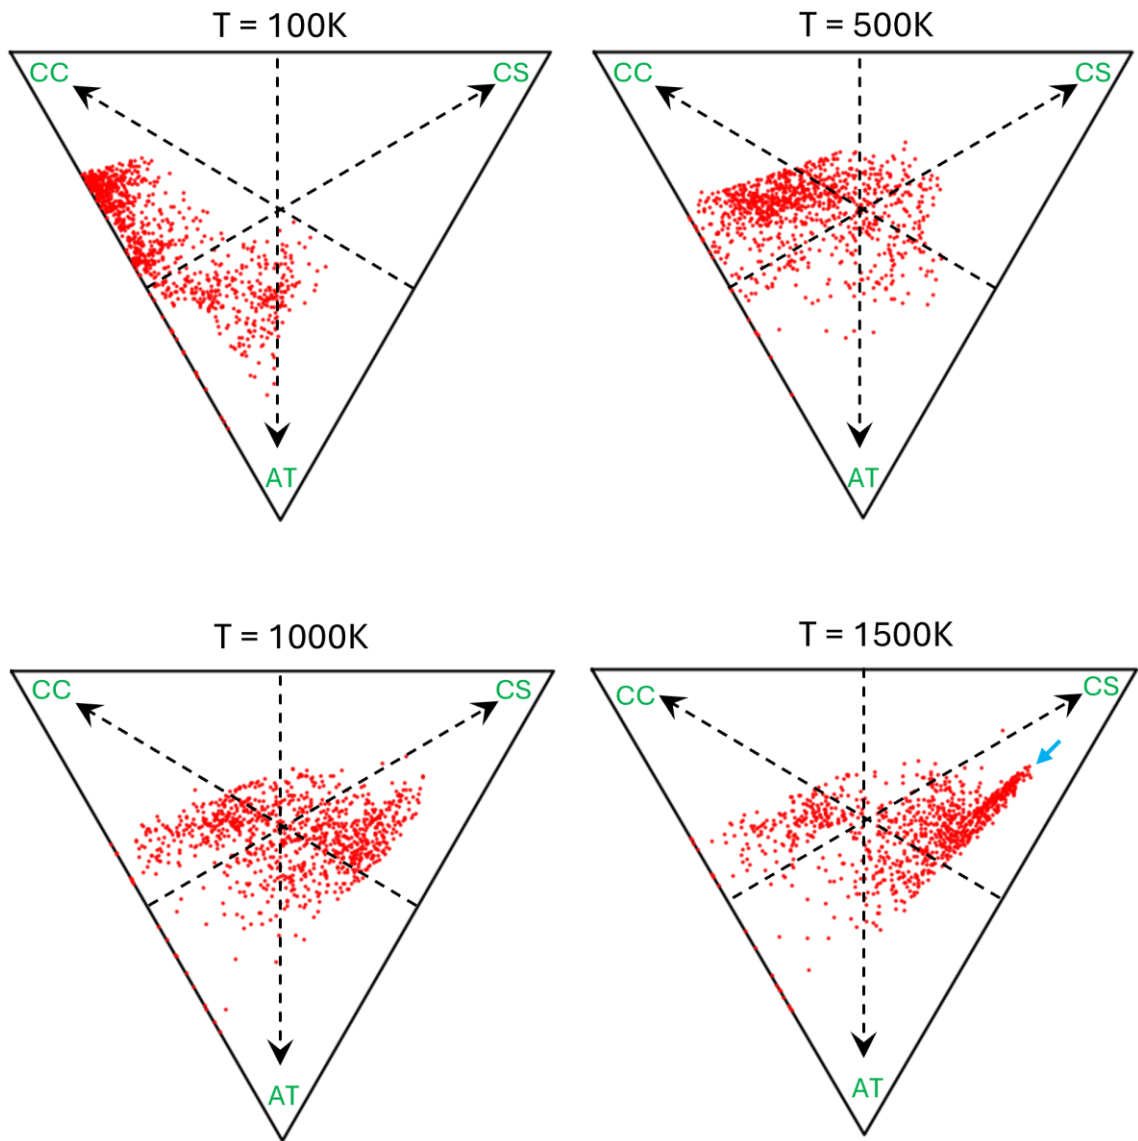 T = 100K
CC
CS
AT
T = 500K
CC
CS
AT
T = 1000K
CC
CS
AT
T = 1500K
CC
CS
AT